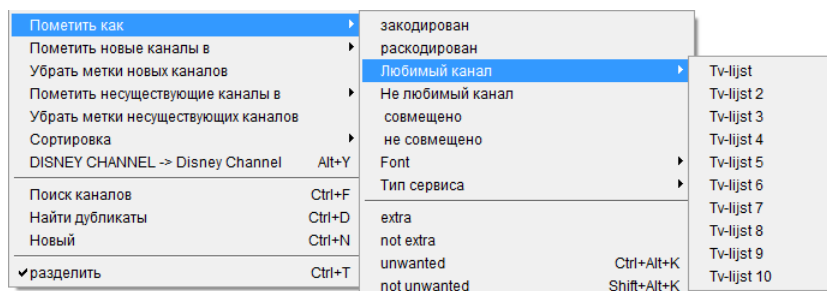 Пометить как
Пометить новые каналы в
Убрать метки новых каналов
Пометить несуществующие каналы в
Убрать метки несуществующих каналов
Сортировка
DISNEY CHANNEL -> Disney Channel Alt+Y
Поиск каналов Ctrl+F
Найти дубликаты Ctrl+D
Новый Ctrl+N
разделить Ctrl+T
закодирован
раскодирован
Любимый канал
Не любимый канал
совмещено
не совмещено
Font
Тип сервиса
extra
not extra
unwanted Ctrl+Alt+K
not unwanted Shift+Alt+K
Tv-lijst
Tv-lijst 2
Tv-lijst 3
Tv-lijst 4
Tv-lijst 5
Tv-lijst 6
Tv-lijst 7
Tv-lijst 8
Tv-lijst 9
Tv-lijst 10